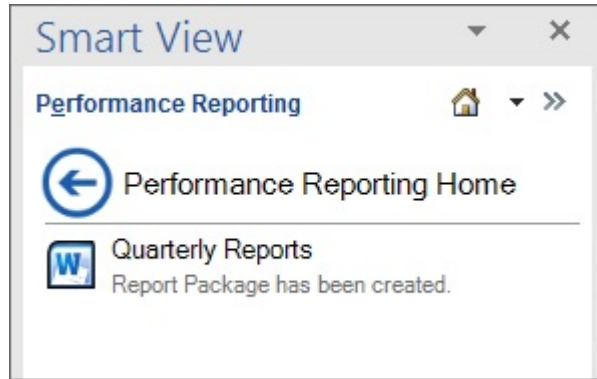 Smart View
Performance Reporting
Performance Reporting Home
W
Quarterly Reports
Report Package has been created.